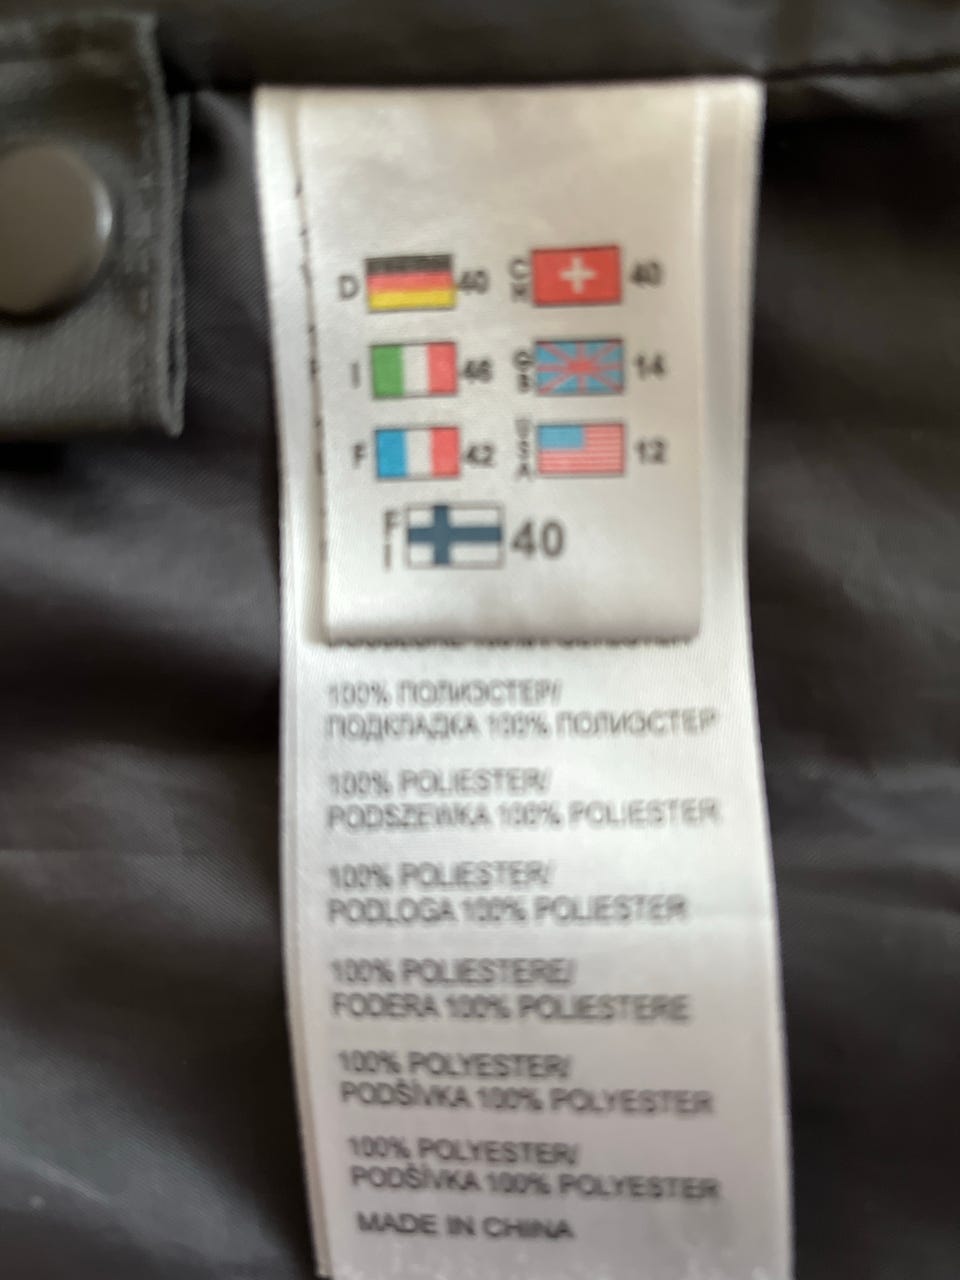 D 40 CH 40
I 46 GB 14
F 42 USA 12
FI 40
100% ПОЛИЭСТЕР/
ПОДКЛАДКА 100% ПОЛИЭСТЕР
100% POLIESTER/
PODSZEWKA 100% POLIESTER
100% POLIESTER/
PODLOGA 100% POLIESTER
100% POLIESTERE/
FODERA 100% POLIESTERE
100% POLYESTER/
PODŠÍVKA 100% POLYESTER
100% POLYESTER/
PODŠÍVKA 100% POLYESTER
MADE IN CHINA